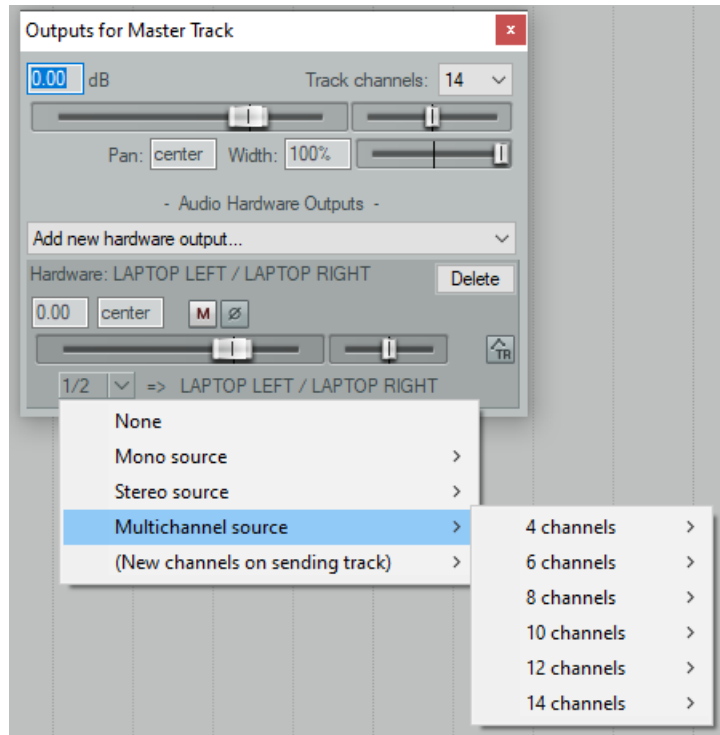 Outputs for Master Track x
0.00 dB Track channels: 14
Pan: center Width: 100%
- Audio Hardware Outputs -
Add new hardware output...
Hardware: LAPTOP LEFT / LAPTOP RIGHT Delete
0.00 center M Ø
TR
1/2 => LAPTOP LEFT / LAPTOP RIGHT
None
Mono source >
Stereo source >
Multichannel source > 4 channels >
(New channels on sending track) > 6 channels >
8 channels >
10 channels >
12 channels >
14 channels >